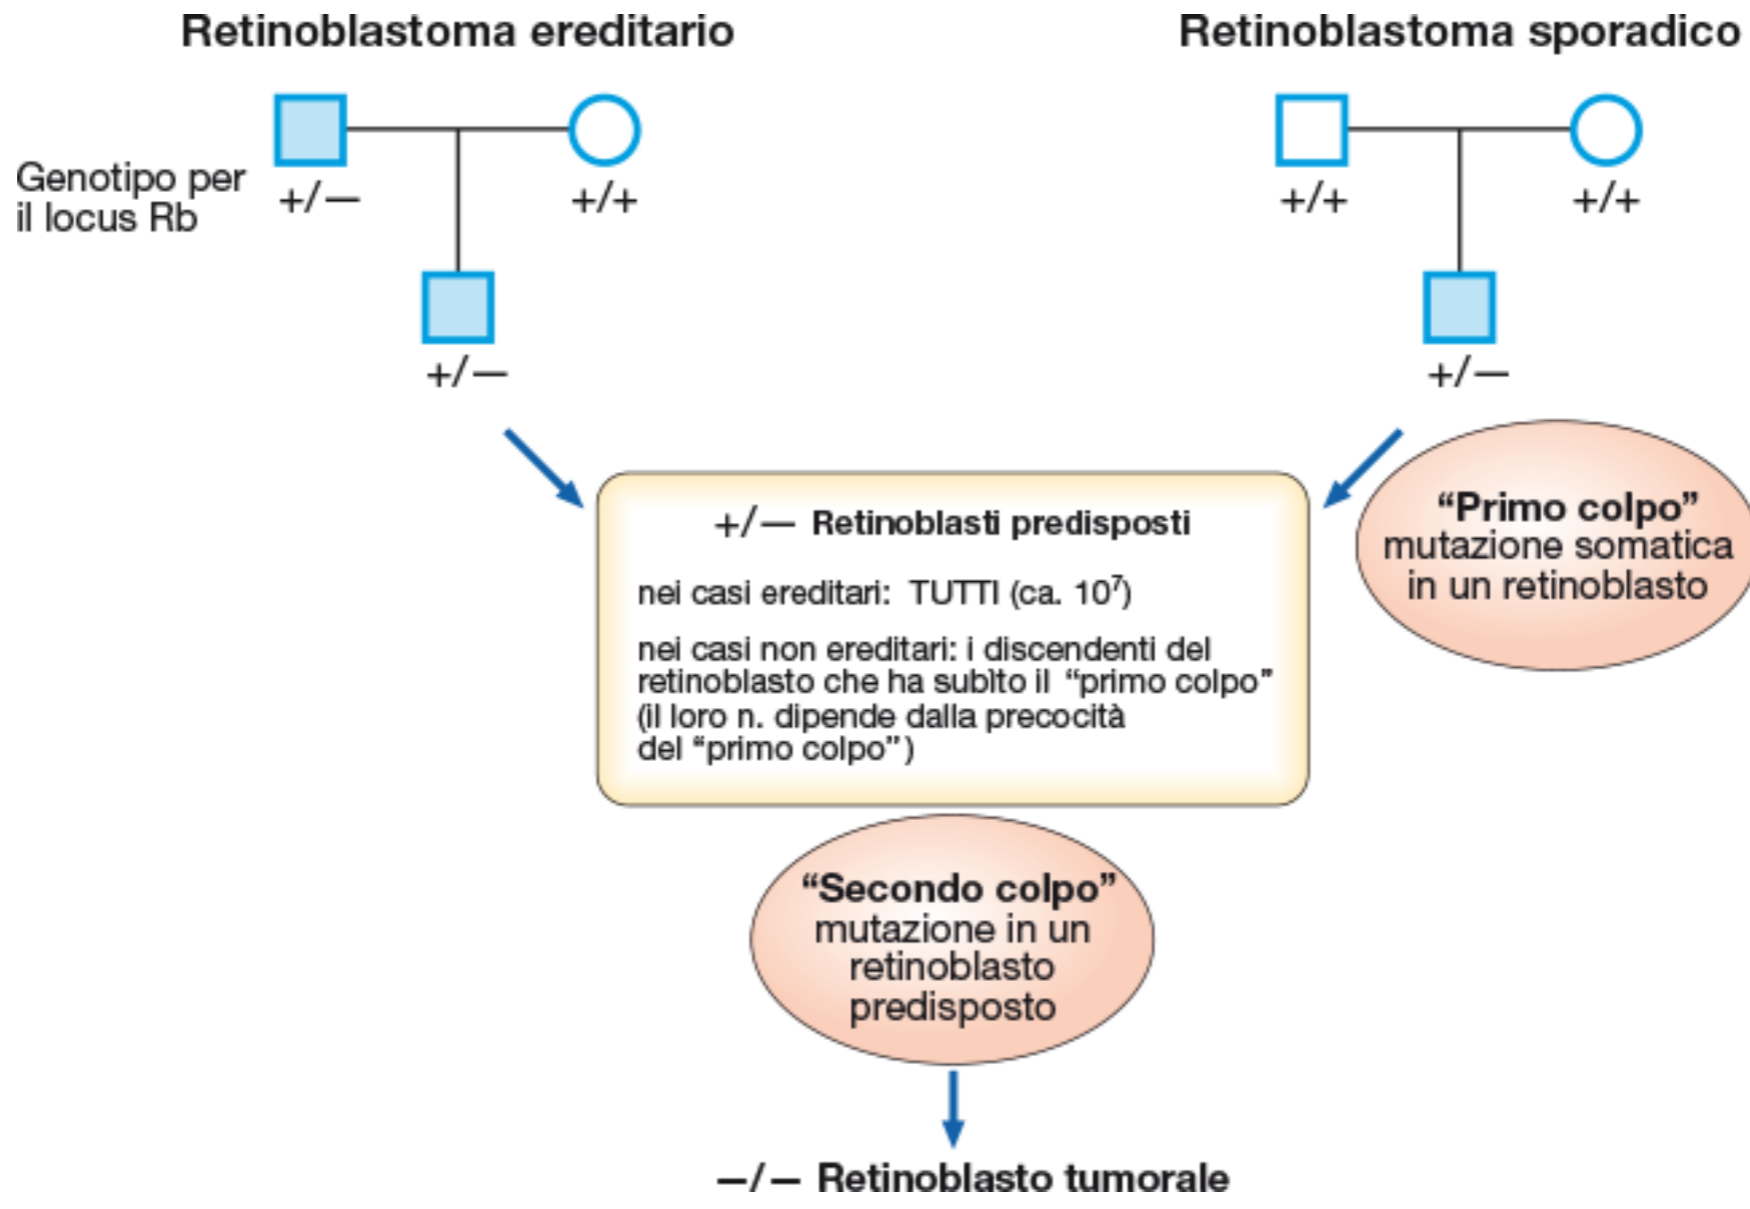 Retinoblastoma ereditario
Retinoblastoma sporadico
Genotipo per
il locus Rb
+/—
+/+
+/+
+/+
+/—
+/—
“Primo colpo”
mutazione somatica
in un retinoblasto
+/— Retinoblasti predisposti
nei casi ereditari: TUTTI (ca. 10⁷)
nei casi non ereditari: i discendenti del
retinoblasto che ha subìto il “primo colpo”
(il loro n. dipende dalla precocità
del “primo colpo”)
“Secondo colpo”
mutazione in un
retinoblasto
predisposto
—/— Retinoblasto tumorale